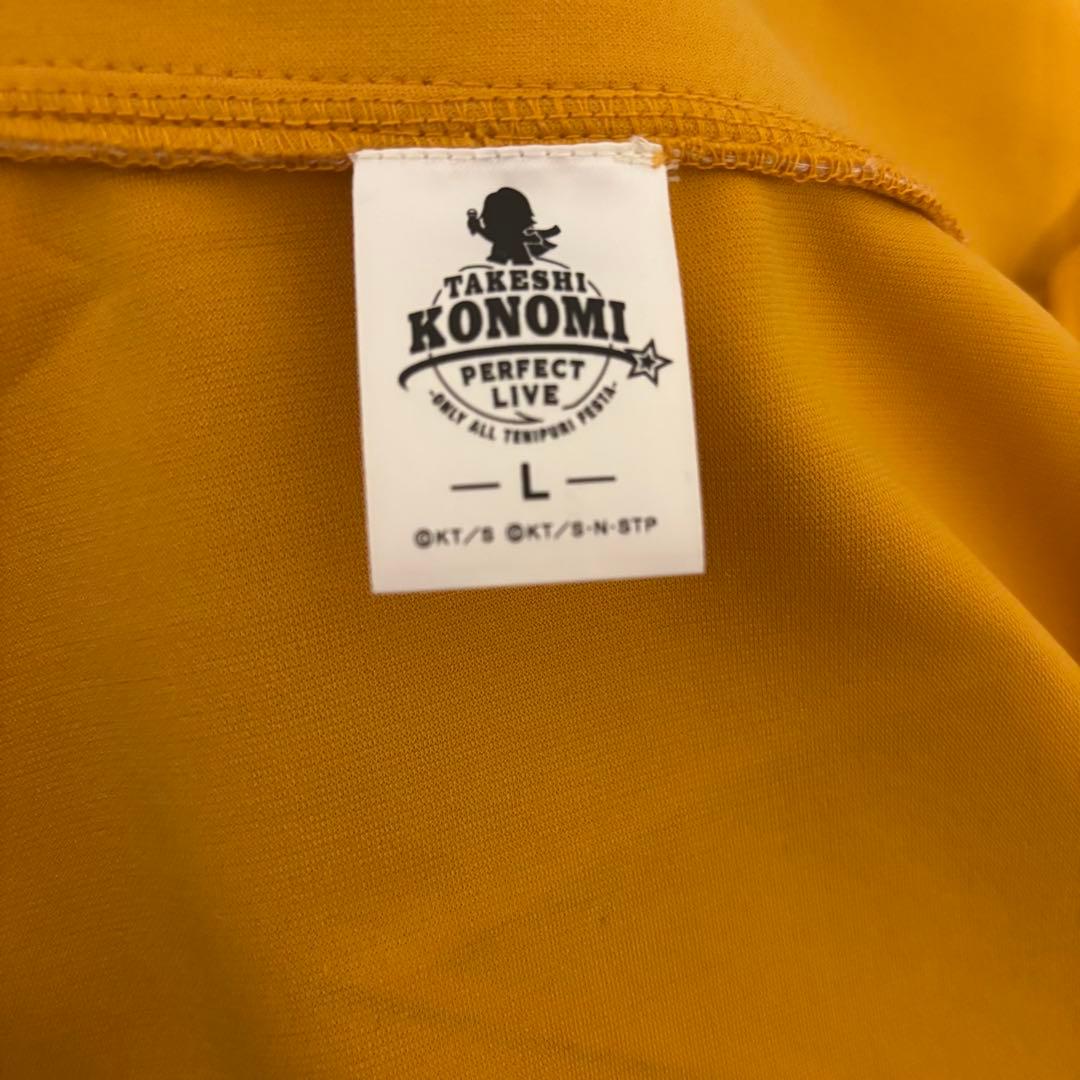 TAKESHI
KONOMI
PERFECT
LIVE
-ONLY ALL TENIPURI FESTA-
— L —
©KT/S ©KT/S·N·STP